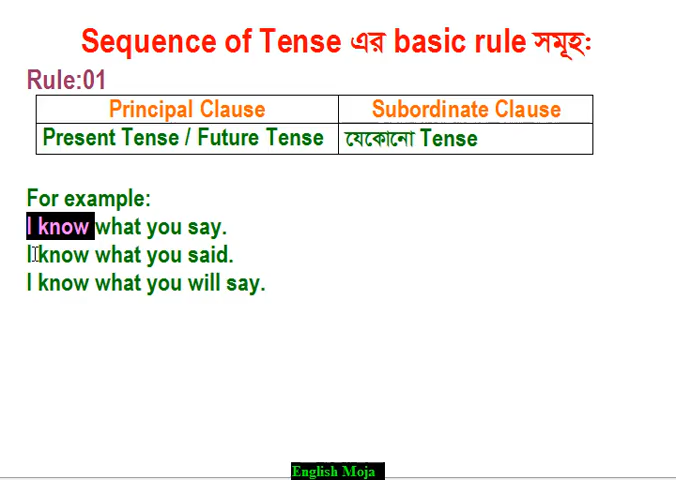 Sequence of Tense এর basic rule সমূহঃ
Rule:01
Principal Clause Subordinate Clause
Present Tense / Future Tense যেকোনো Tense
For example:
I know what you say.
I know what you said.
I know what you will say.
English Moja